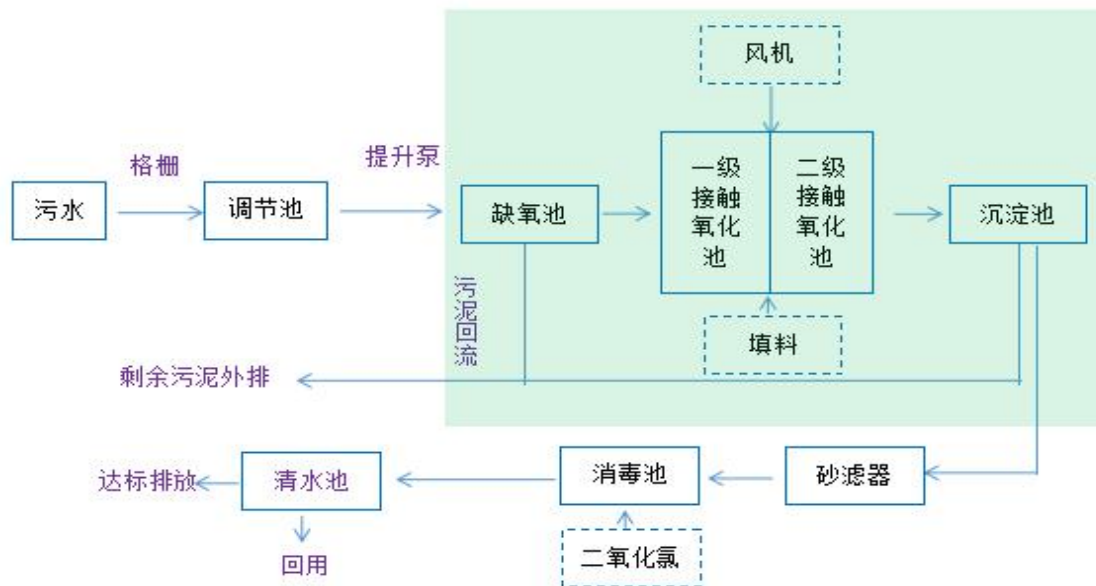 风机
格栅
提升泵
污水
调节池
缺氧池
一级接触氧化池
二级接触氧化池
沉淀池
污泥回流
填料
剩余污泥外排
达标排放
清水池
消毒池
砂滤器
回用
二氧化氯